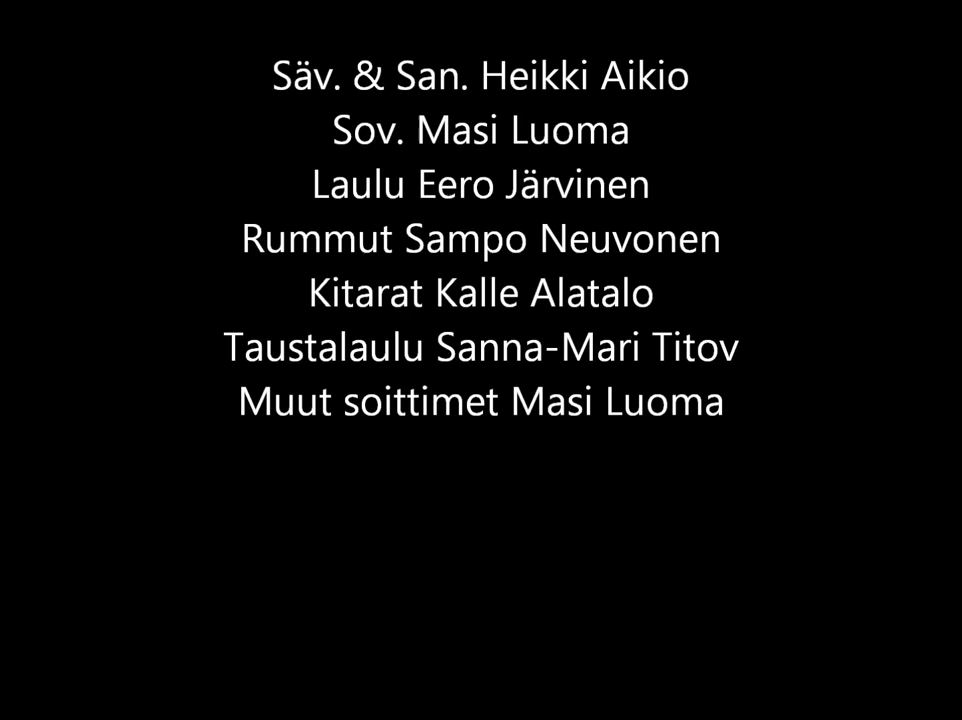 Säv. & San. Heikki Aikio
Sov. Masi Luoma
Laulu Eero Järvinen
Rummut Sampo Neuvonen
Kitarat Kalle Alatalo
Taustalaulu Sanna-Mari Titov
Muut soittimet Masi Luoma